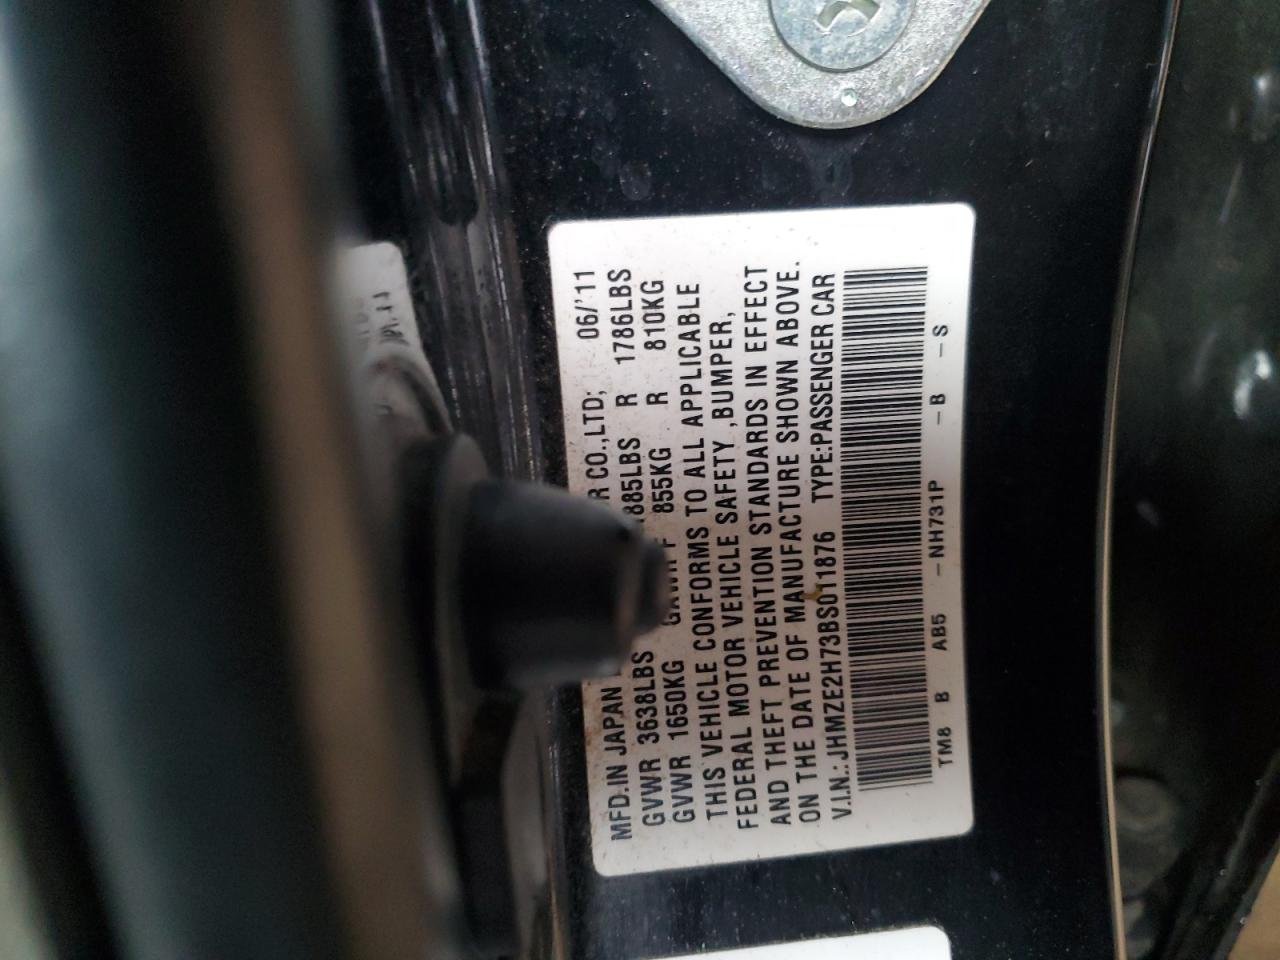 MFD.IN JAPAN R CO.,LTD; 06/'11
GVWR 3638LBS 1885LBS R 1786LBS
GVWR 1650KG GAWR F 855KG R 810KG
THIS VEHICLE CONFORMS TO ALL APPLICABLE
FEDERAL MOTOR VEHICLE SAFETY ,BUMPER,
AND THEFT PREVENTION STANDARDS IN EFFECT
ON THE DATE OF MANUFACTURE SHOWN ABOVE.
V.I.N.: JHMZE2H73BS011876 TYPE:PASSENGER CAR
TM8 B AB5 -NH731P -B -S